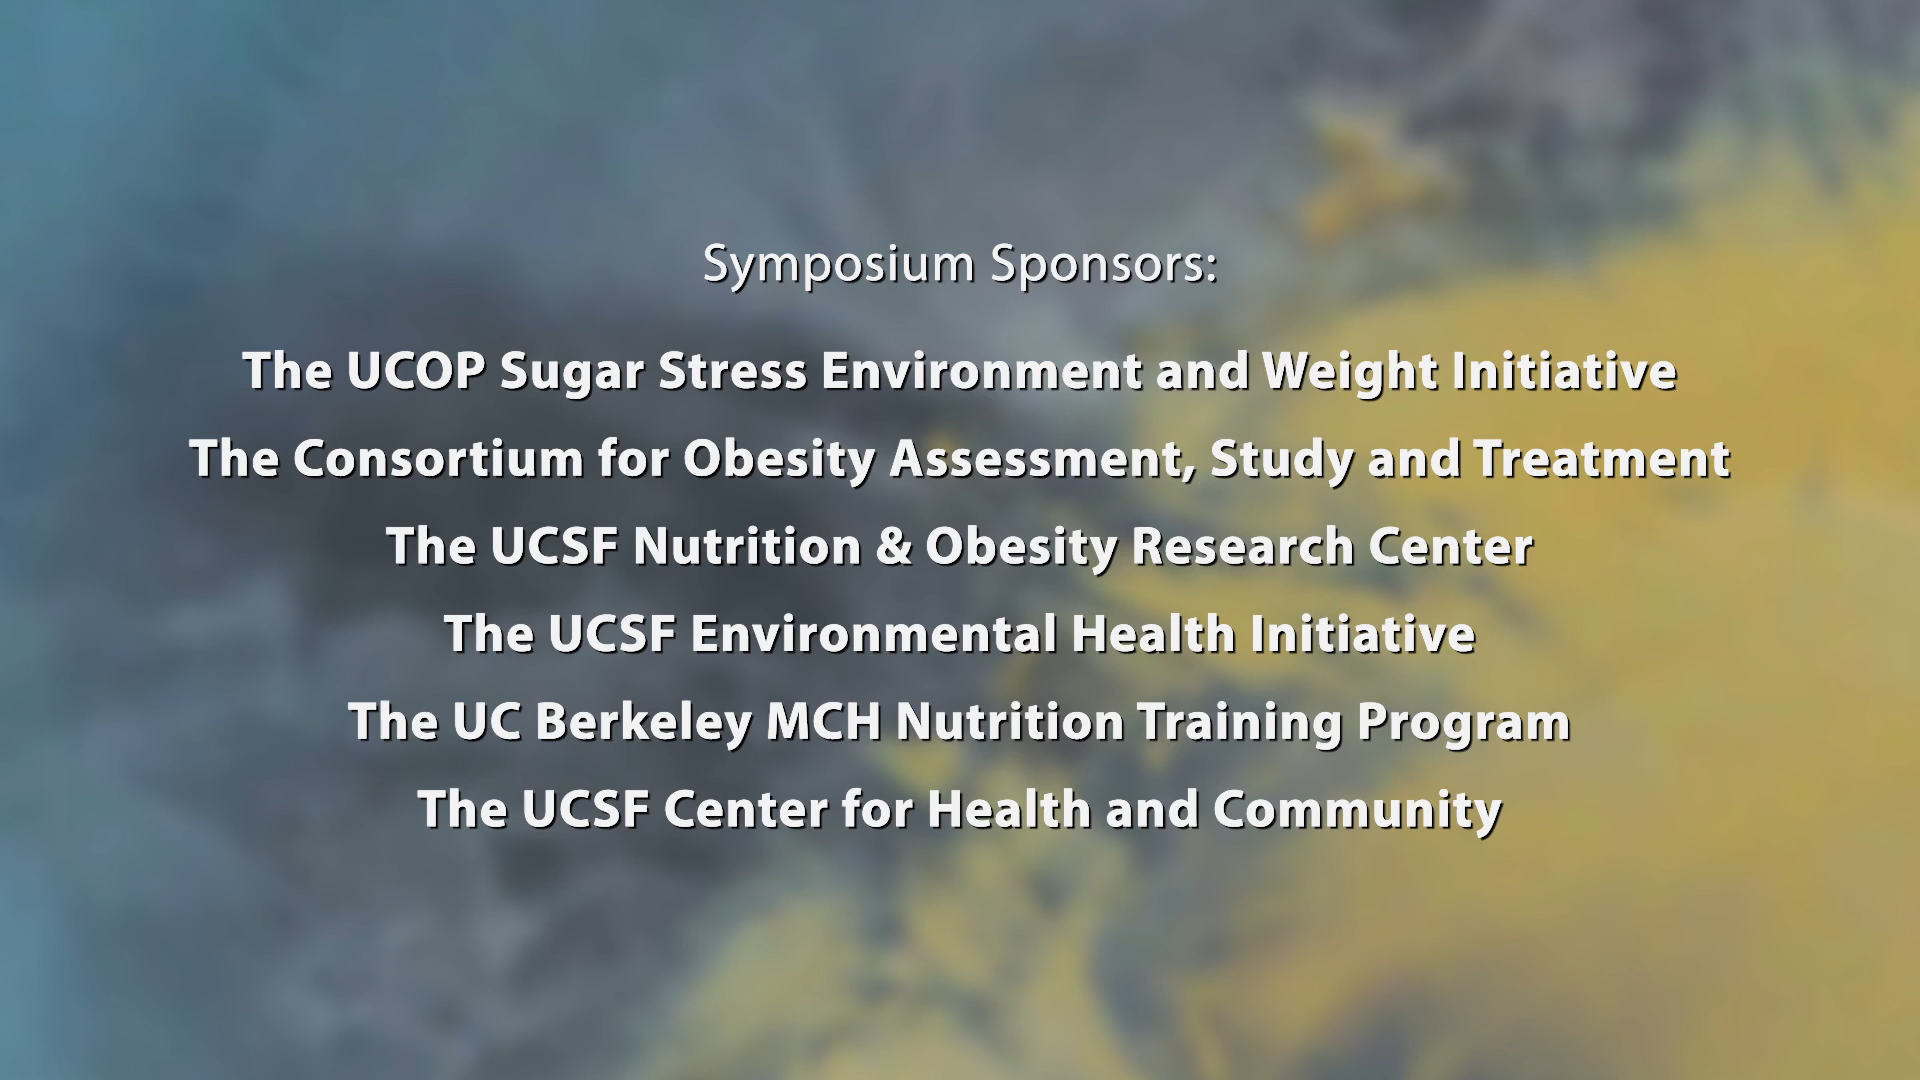 Symposium Sponsors:
The UCOP Sugar Stress Environment and Weight Initiative
The Consortium for Obesity Assessment, Study and Treatment
The UCSF Nutrition & Obesity Research Center
The UCSF Environmental Health Initiative
The UC Berkeley MCH Nutrition Training Program
The UCSF Center for Health and Community